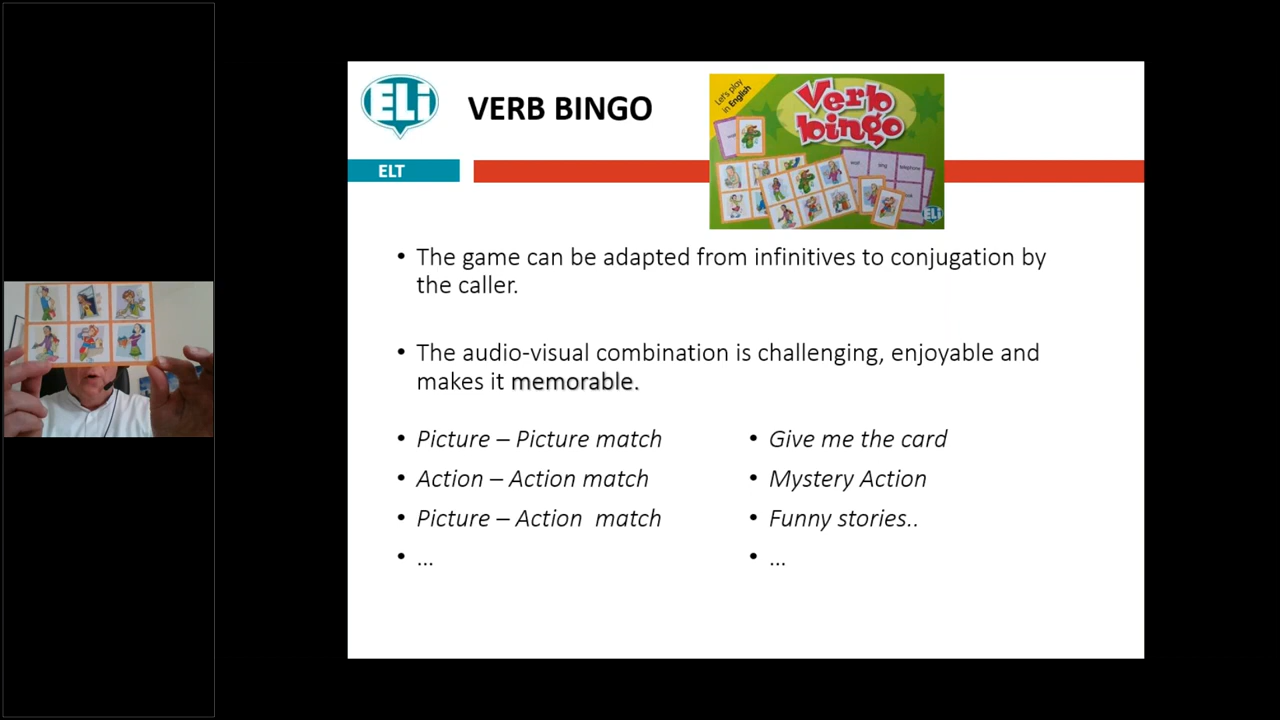 ELi
VERB BINGO
Let's play
in English
Verb
bingo
ELi
ELT
• The game can be adapted from infinitives to conjugation by
the caller.
• The audio-visual combination is challenging, enjoyable and
makes it memorable.
• Picture – Picture match
• Action – Action match
• Picture – Action match
• ...
• Give me the card
• Mystery Action
• Funny stories..
• ...